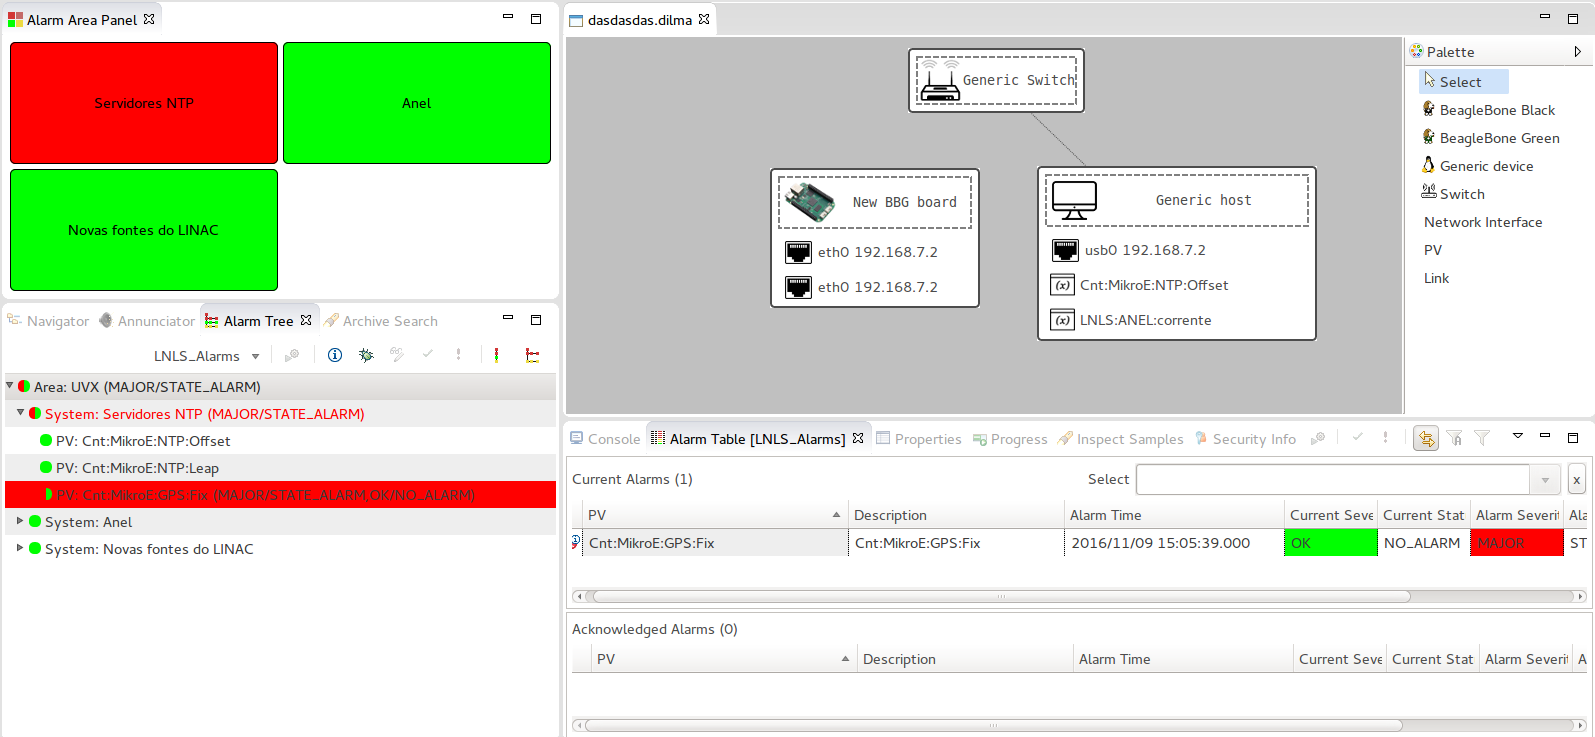 Alarm Area Panel
Servidores NTP
Anel
Novas fontes do LINAC
Navigator
Annunciator
Alarm Tree
Archive Search
LNLS_Alarms
Area: UVX (MAJOR/STATE_ALARM)
System: Servidores NTP (MAJOR/STATE_ALARM)
PV: Cnt:MikroE:NTP:Offset
PV: Cnt:MikroE:NTP:Leap
PV: Cnt:MikroE:GPS:Fix (MAJOR/STATE_ALARM,OK/NO_ALARM)
System: Anel
System: Novas fontes do LINAC
dasdasdas.dilma
Generic Switch
New BBG board
eth0 192.168.7.2
eth0 192.168.7.2
Generic host
usb0 192.168.7.2
(x) Cnt:MikroE:NTP:Offset
(x) LNLS:ANEL:corrente
Palette
Select
BeagleBone Black
BeagleBone Green
Generic device
Switch
Network Interface
PV
Link
Console
Alarm Table [LNLS_Alarms]
Properties
Progress
Inspect Samples
Security Info
Current Alarms (1)
Select
x
PV Description Alarm Time Current Seve Current Stat Alarm Severit Ala
Cnt:MikroE:GPS:Fix Cnt:MikroE:GPS:Fix 2016/11/09 15:05:39.000 OK NO_ALARM MAJOR ST
Acknowledged Alarms (0)
PV Description Alarm Time Current Seve Current Stat Alarm Severit A